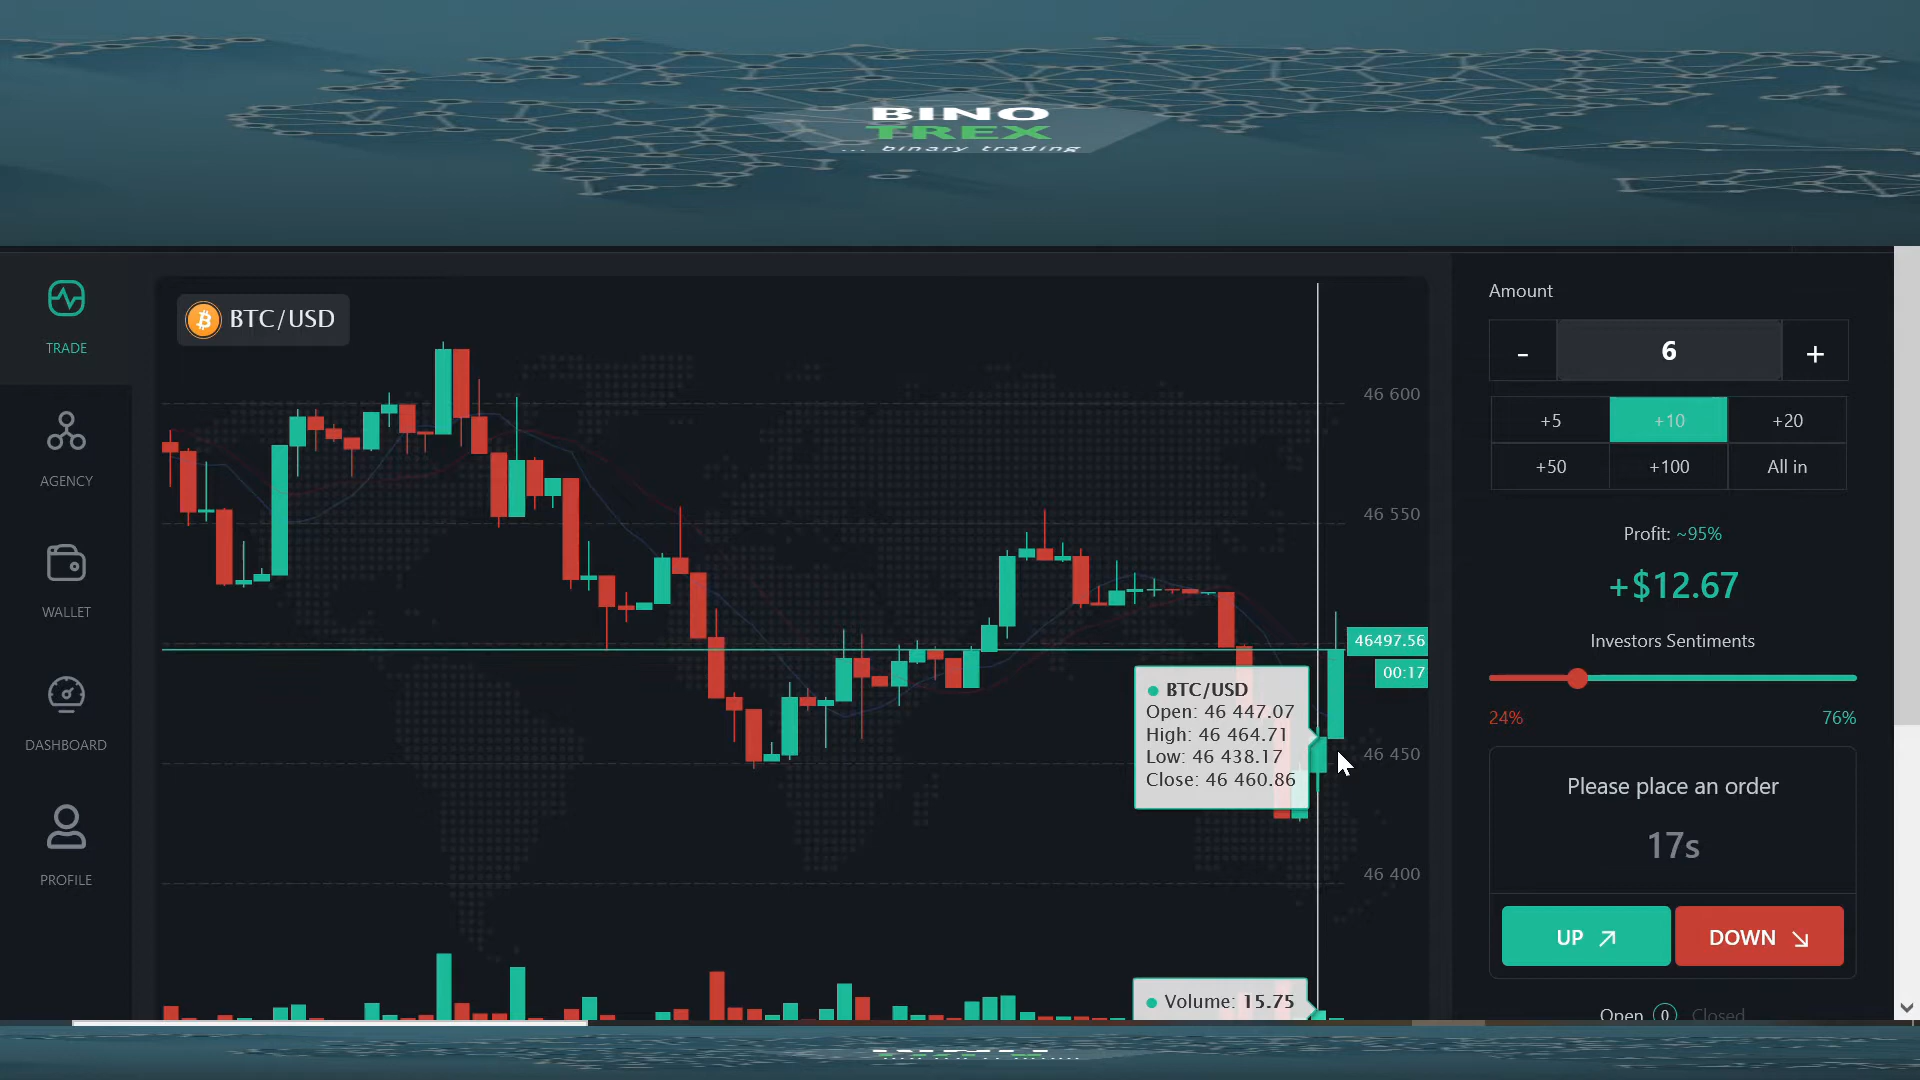 BINO
TREX
... binary trading
BTC/USD
TRADE
AGENCY
WALLET
DASHBOARD
PROFILE
46 600
46 550
46497.56
00:17
46 450
46 400
BTC/USD
Open: 46 447.07
High: 46 464.71
Low: 46 438.17
Close: 46 460.86
Volume: 15.75
Amount
-
6
+
+5
+10
+20
+50
+100
All in
Profit: ~95%
+$12.67
Investors Sentiments
24%
76%
Please place an order
17s
UP
DOWN
Open 0 Closed